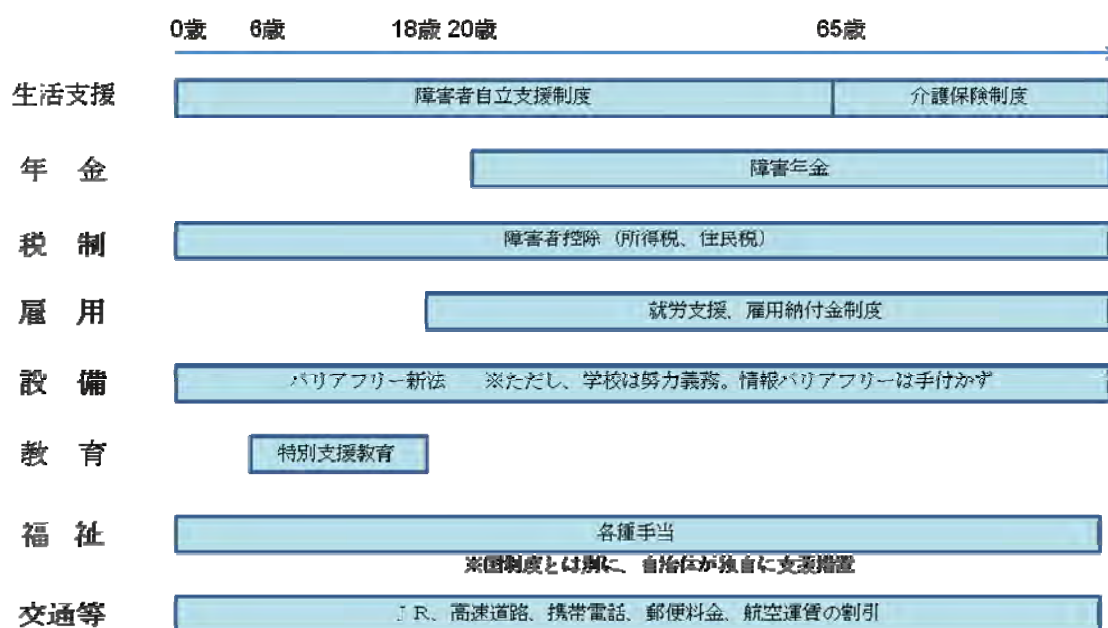 0歳 6歳 18歳 20歳 65歳
生活支援 障害者自立支援制度 介護保険制度
年 金 障害年金
税 制 障害者控除（所得税、住民税）
雇 用 就労支援、雇用納付金制度
設 備 バリアフリー新法 ※ただし、学校は努力義務。情報バリアフリーは手付かず
教 育 特別支援教育
福 祉 各種手当
※国制度とは別に、自治体が独自に支援措置
交通等 ＪＲ、高速道路、携帯電話、郵便料金、航空運賃の割引